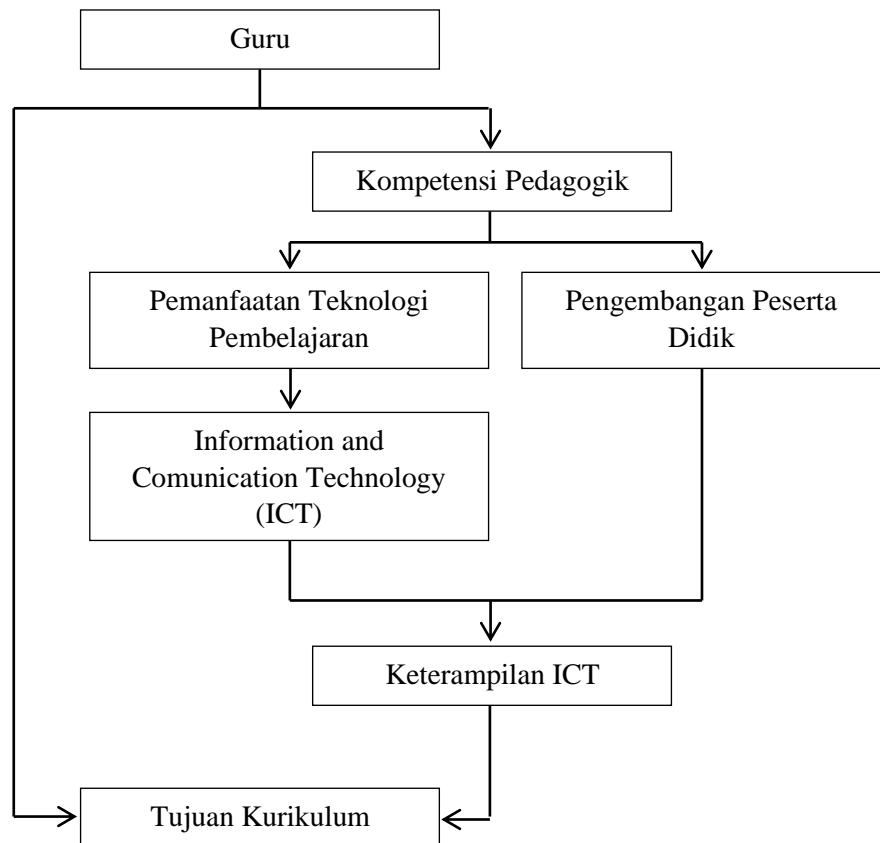 Guru
Kompetensi Pedagogik
Pemanfaatan Teknologi
Pembelajaran
Pengembangan Peserta
Didik
Information and
Comunication Technology
(ICT)
Keterampilan ICT
Tujuan Kurikulum